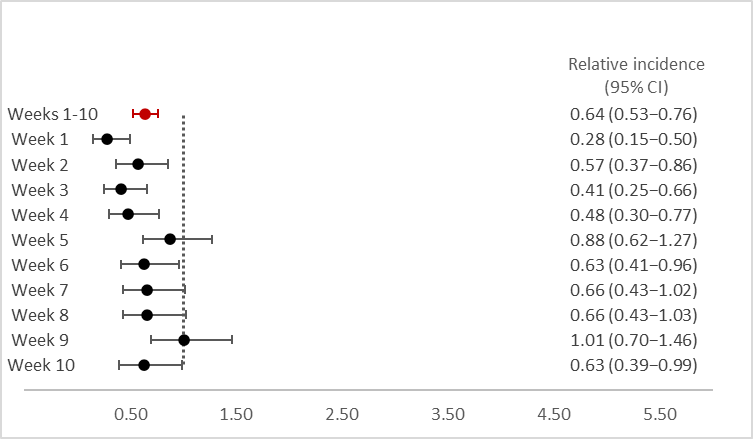 Relative incidence
(95% CI)
Weeks 1-10 0.64 (0.53–0.76)
Week 1 0.28 (0.15–0.50)
Week 2 0.57 (0.37–0.86)
Week 3 0.41 (0.25–0.66)
Week 4 0.48 (0.30–0.77)
Week 5 0.88 (0.62–1.27)
Week 6 0.63 (0.41–0.96)
Week 7 0.66 (0.43–1.02)
Week 8 0.66 (0.43–1.03)
Week 9 1.01 (0.70–1.46)
Week 10 0.63 (0.39–0.99)
0.50 1.50 2.50 3.50 4.50 5.50